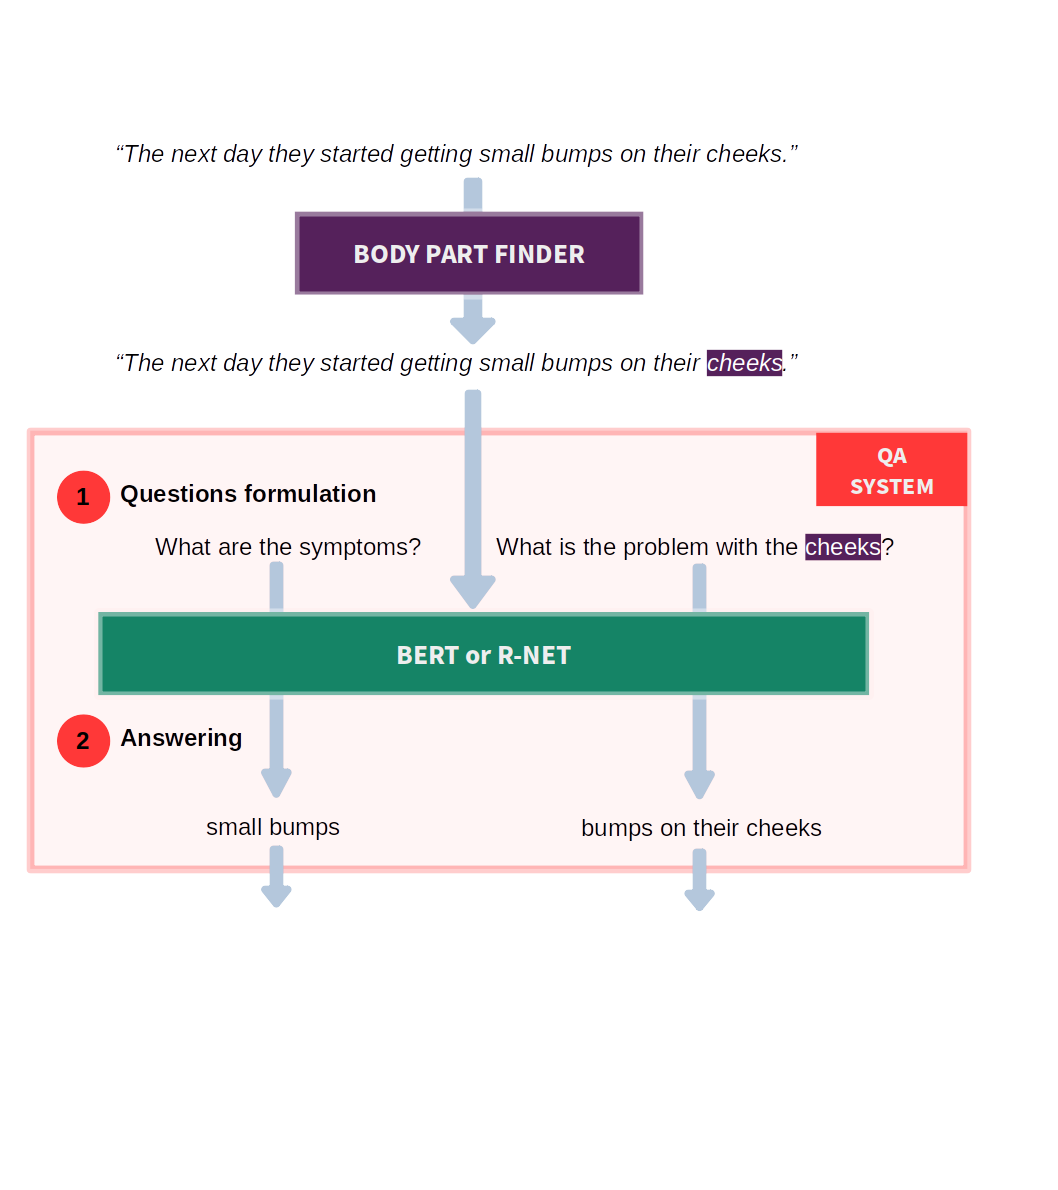 “The next day they started getting small bumps on their cheeks.”
BODY PART FINDER
“The next day they started getting small bumps on their cheeks.”
QA
SYSTEM
1 Questions formulation
What are the symptoms? What is the problem with the cheeks?
BERT or R-NET
2 Answering
small bumps bumps on their cheeks